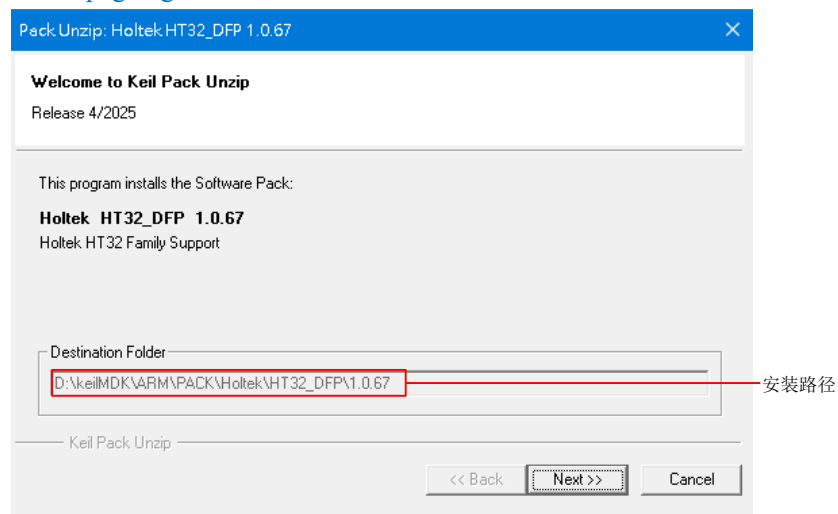 Pack Unzip: Holtek HT32_DFP 1.0.67
Welcome to Keil Pack Unzip
Release 4/2025
This program installs the Software Pack:
Holtek HT32_DFP 1.0.67
Holtek HT32 Family Support
Destination Folder
D:\keilMDK\ARM\PACK\Holtek\HT32_DFP\1.0.67
安装路径
Keil Pack Unzip
<< Back
Next >>
Cancel